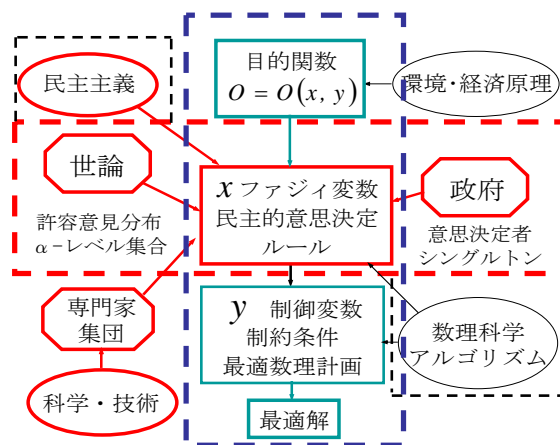 民主主義
目的関数
O = O(x, y)
環境・経済原理
世論
許容意見分布
α-レベル集合
x ファジィ変数
民主的意思決定
ルール
政府
意思決定者
シングルトン
専門家
集団
y 制御変数
制約条件
最適数理計画
数理科学
アルゴリズム
科学・技術
最適解